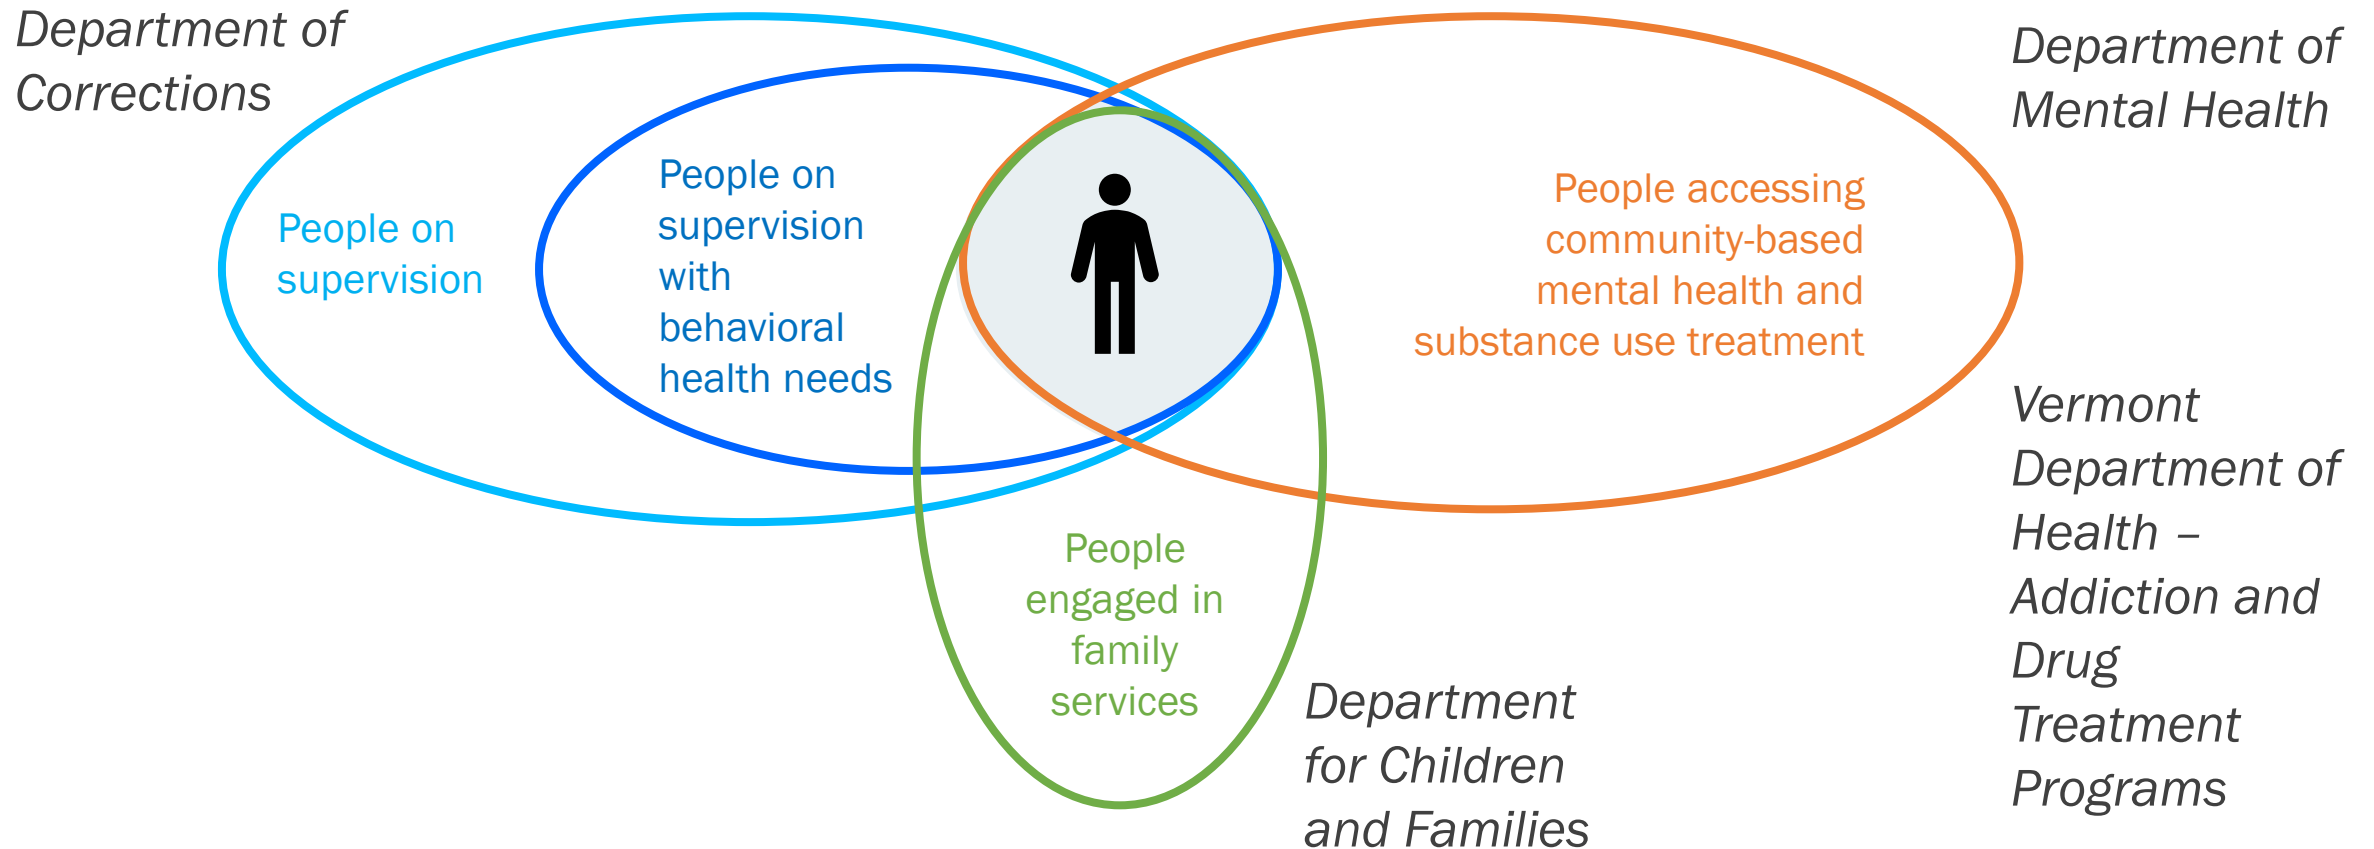 Department of
Corrections
People on
supervision
People on
supervision
with
behavioral
health needs
People accessing
community-based
mental health and
substance use treatment
Department of
Mental Health
Vermont
Department of
Health –
Addiction and
Drug
Treatment
Programs
People
engaged in
family
services
Department
for Children
and Families